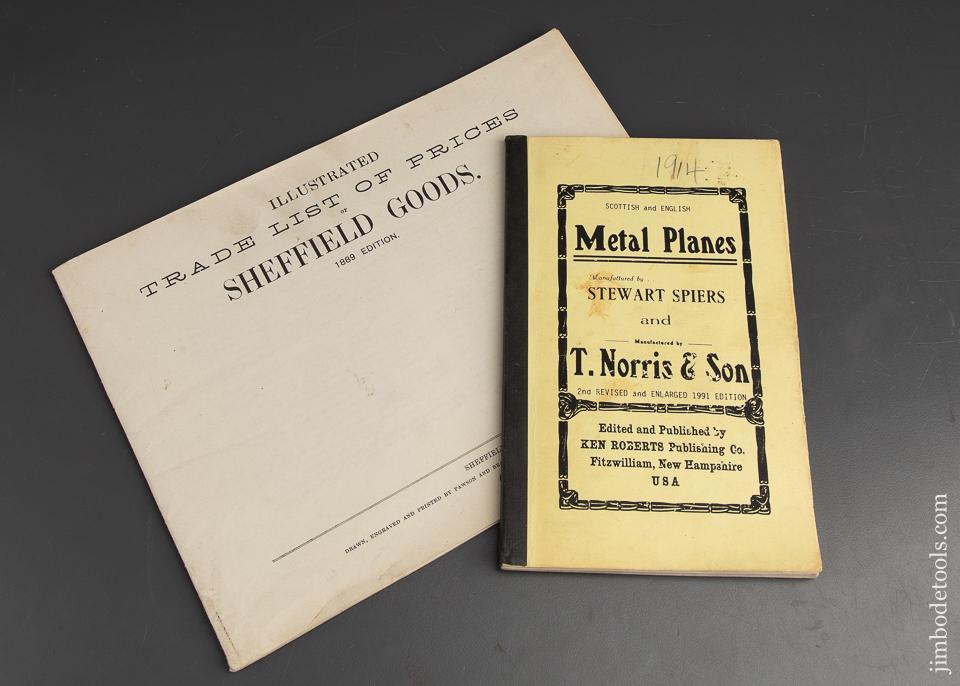 ILLUSTRATED
TRADE LIST OF PRICES
OF
SHEFFIELD GOODS.
1889 EDITION.
DRAWN, ENGRAVED AND PRINTED BY PAWSON AND
1914
SCOTTISH and ENGLISH
Metal Planes
Manufactured by
STEWART SPIERS
and
Manufactured by
T. Norris & Son
2nd REVISED and ENLARGED 1991 EDITION
Edited and Published by
KEN ROBERTS Publishing Co.
Fitzwilliam, New Hampshire
USA
jimbodetools.com